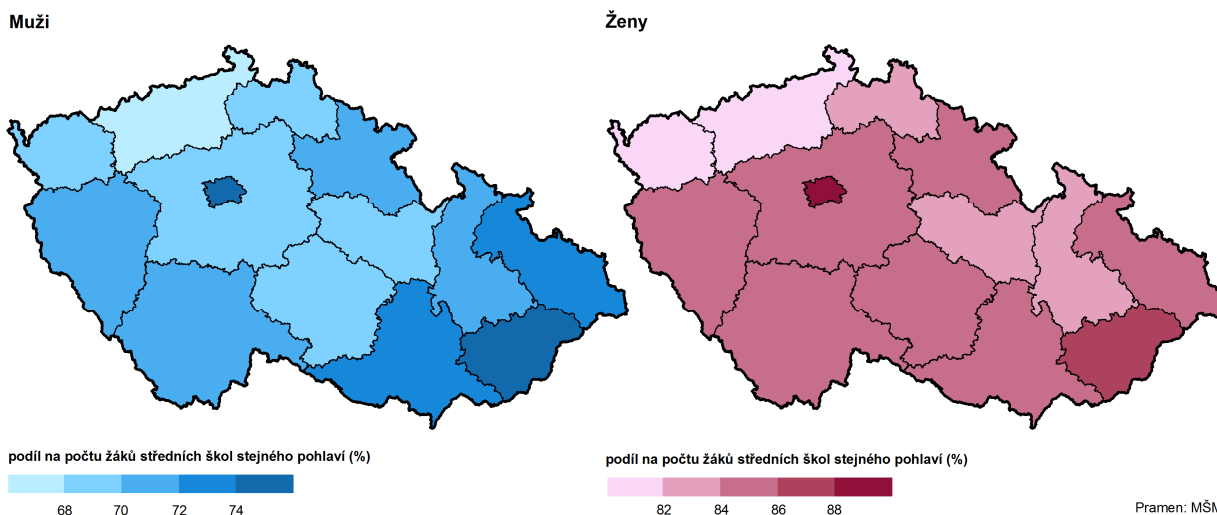 Muži
Ženy
podíl na počtu žáků středních škol stejného pohlaví (%)
68 70 72 74
podíl na počtu žáků středních škol stejného pohlaví (%)
82 84 86 88
Pramen: MŠM